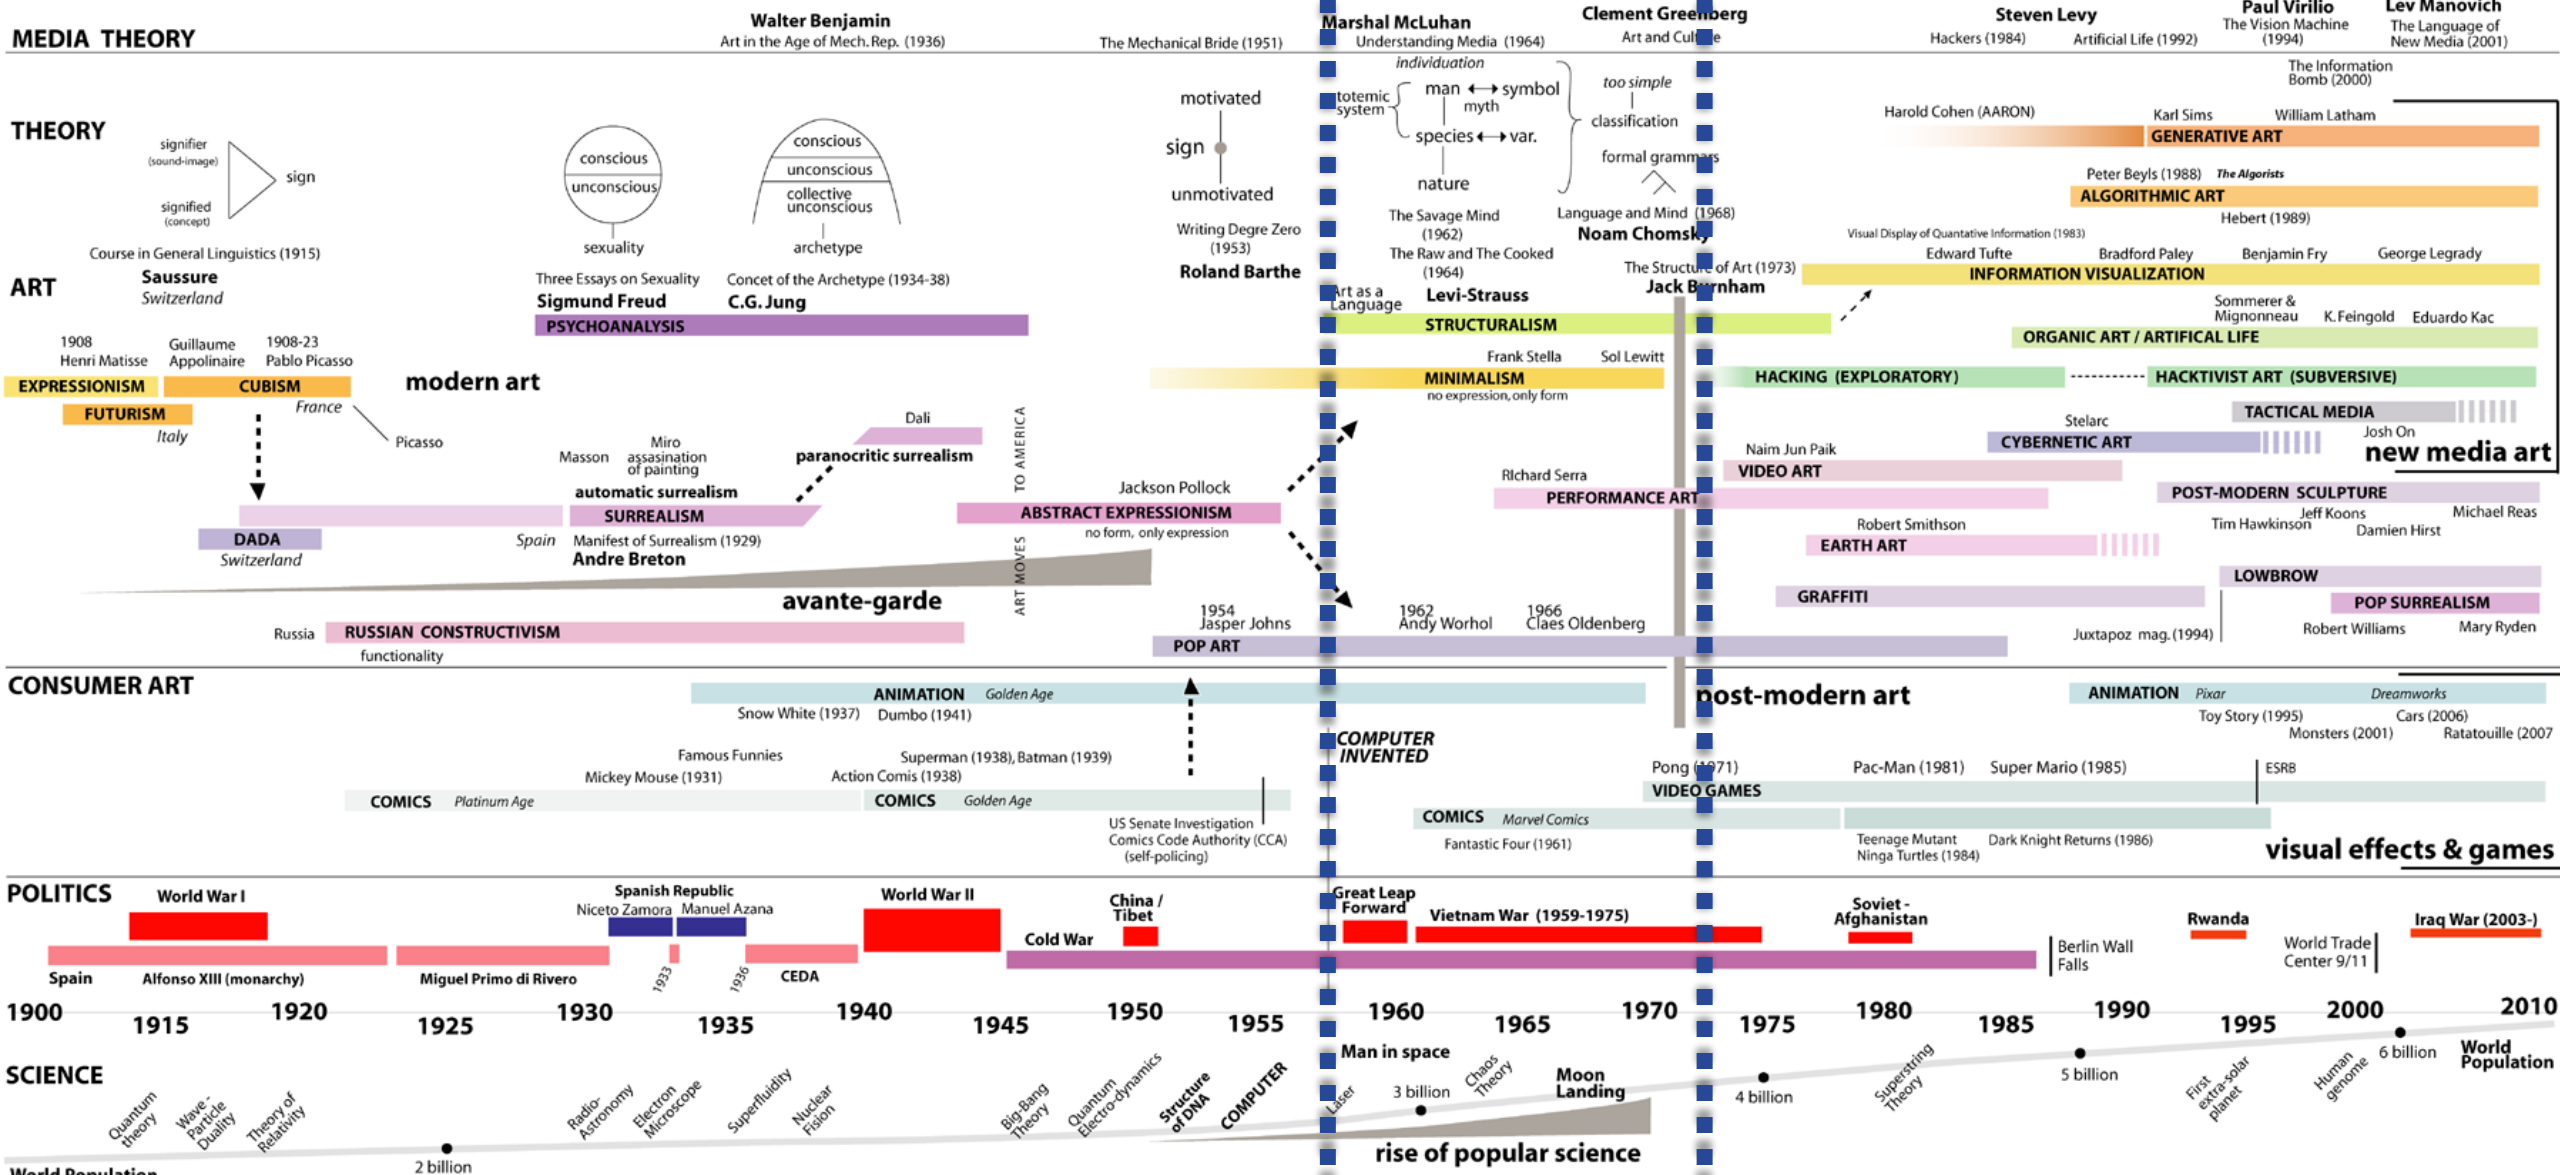 MEDIA THEORY
Walter Benjamin
Art in the Age of Mech. Rep. (1936)
The Mechanical Bride (1951)
Marshal McLuhan
Understanding Media (1964)
Clement Greenberg
Art and Culture
Steven Levy
Hackers (1984)
Artificial Life (1992)
Paul Virilio
The Vision Machine
(1994)
Lev Manovich
The Language of
New Media (2001)
The Information
Bomb (2000)
THEORY
signifier
(sound-image)
sign
signified
(concept)
Course in General Linguistics (1915)
Saussure
Switzerland
conscious
unconscious
sexuality
Three Essays on Sexuality
Sigmund Freud
conscious
unconscious
collective
unconscious
archetype
Concet of the Archetype (1934-38)
C.G. Jung
PSYCHOANALYSIS
motivated
sign
unmotivated
Writing Degre Zero
(1953)
Roland Barthe
individuation
totemic
system
man
symbol
myth
species
var.
nature
The Savage Mind
(1962)
The Raw and The Cooked
(1964)
Levi-Strauss
Art as a
Language
STRUCTURALISM
too simple
classification
formal grammars
Language and Mind (1968)
Noam Chomsky
The Structure of Art (1973)
Jack Burnham
Harold Cohen (AARON)
Karl Sims
William Latham
GENERATIVE ART
Peter Beyls (1988)
The Algorists
ALGORITHMIC ART
Hebert (1989)
Visual Display of Quantative Information (1983)
Edward Tufte
Bradford Paley
Benjamin Fry
George Legrady
INFORMATION VISUALIZATION
Sommerer &
Mignonneau
K. Feingold
Eduardo Kac
ORGANIC ART / ARTIFICAL LIFE
ART
1908
Henri Matisse
Guillaume
Appolinaire
1908-23
Pablo Picasso
EXPRESSIONISM
CUBISM
FUTURISM
France
Italy
Picasso
modern art
Frank Stella
Sol Lewitt
MINIMALISM
no expression, only form
HACKING (EXPLORATORY)
HACKTIVIST ART (SUBVERSIVE)
TACTICAL MEDIA
Josh On
Stelarc
CYBERNETIC ART
new media art
Naim Jun Paik
VIDEO ART
Dali
paranocritic surrealism
Masson
Miro
assasination
of painting
automatic surrealism
SURREALISM
Manifest of Surrealism (1929)
Andre Breton
Spain
DADA
Switzerland
ART MOVES TO AMERICA
Jackson Pollock
ABSTRACT EXPRESSIONISM
no form, only expression
RIchard Serra
PERFORMANCE ART
POST-MODERN SCULPTURE
Tim Hawkinson
Jeff Koons
Damien Hirst
Michael Reas
Robert Smithson
EARTH ART
avante-garde
GRAFFITI
LOWBROW
POP SURREALISM
Juxtapoz mag. (1994)
Robert Williams
Mary Ryden
Russia
RUSSIAN CONSTRUCTIVISM
functionality
1954
Jasper Johns
1962
Andy Worhol
1966
Claes Oldenberg
POP ART
CONSUMER ART
ANIMATION Golden Age
Snow White (1937)
Dumbo (1941)
post-modern art
ANIMATION Pixar
Dreamworks
Toy Story (1995)
Cars (2006)
Monsters (2001)
Ratatouille (2007
COMPUTER
INVENTED
Famous Funnies
Mickey Mouse (1931)
Superman (1938), Batman (1939)
Action Comis (1938)
COMICS Platinum Age
COMICS Golden Age
US Senate Investigation
Comics Code Authority (CCA)
(self-policing)
Pong (1971)
Pac-Man (1981)
Super Mario (1985)
ESRB
VIDEO GAMES
COMICS Marvel Comics
Fantastic Four (1961)
Teenage Mutant
Ninga Turtles (1984)
Dark Knight Returns (1986)
visual effects & games
POLITICS
World War I
Spanish Republic
Niceto Zamora
Manuel Azana
World War II
China /
Tibet
Cold War
Great Leap
Forward
Vietnam War (1959-1975)
Soviet -
Afghanistan
Berlin Wall
Falls
Rwanda
World Trade
Center 9/11
Iraq War (2003-)
Spain
Alfonso XIII (monarchy)
Miguel Primo di Rivero
1933
1936
CEDA
1900
1915
1920
1925
1930
1935
1940
1945
1950
1955
1960
1965
1970
1975
1980
1985
1990
1995
2000
2010
SCIENCE
Quantum
theory
Wave -
Particle
Duality
Theory of
Relativity
Radio-
Astronomy
Electron
Microscope
Superfluidity
Nuclear
Fision
Big-Bang
Theory
Quantum
Electro-dynamics
Structure
of DNA
COMPUTER
Laser
Man in space
3 billion
Chaos
Theory
Moon
Landing
rise of popular science
4 billion
Superstring
Theory
5 billion
First
extra-solar
planet
Human
genome
6 billion
World
Population
World Population
2 billion